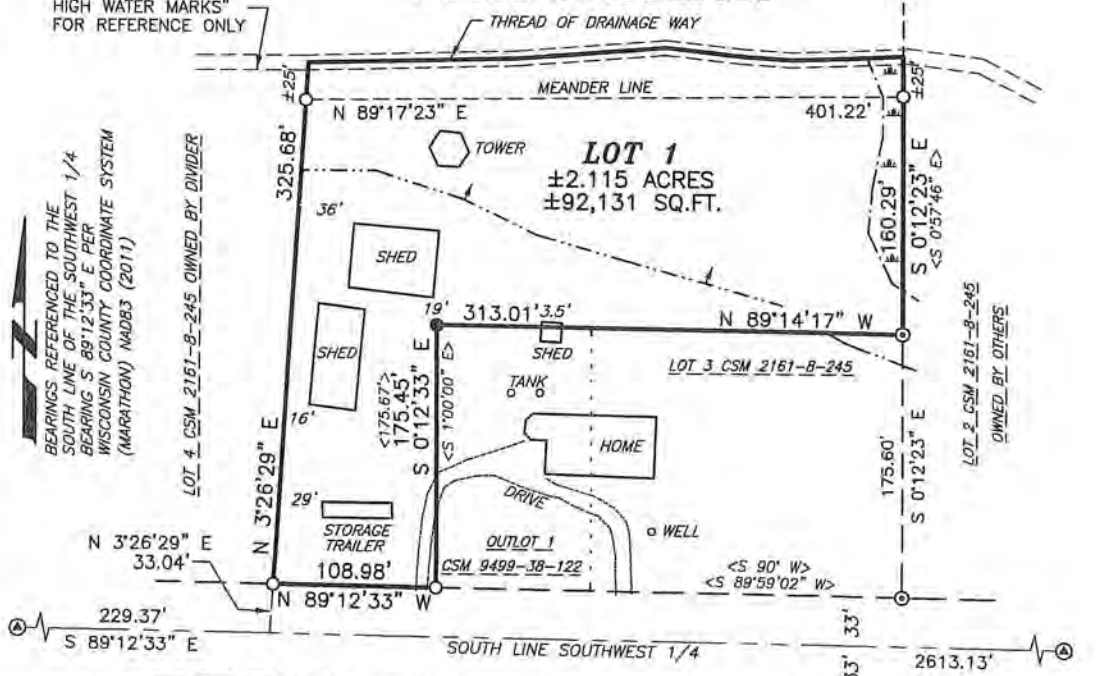 HIGH WATER MARKS"
FOR REFERENCE ONLY
THREAD OF DRAINAGE WAY
±25'
±25'
MEANDER LINE
N 89°17'23" E
401.22'
TOWER
LOT 1
±2.115 ACRES
±92,131 SQ.FT.
325.68'
160.29'
S 0°12'23" E
<S 0°57'46" E>
BEARINGS REFERENCED TO THE
SOUTH LINE OF THE SOUTHWEST 1/4
BEARING S 89°12'33" E PER
WISCONSIN COUNTY COORDINATE SYSTEM
(MARATHON) NAD83 (2011)
LOT 4 CSM 2161-8-245 OWNED BY DIVIDER
36'
SHED
19'
313.01'
3.5'
N 89°14'17" W
SHED
SHED
LOT 3 CSM 2161-8-245
LOT 2 CSM 2161-8-245
OWNED BY OTHERS
TANK
<175.67'>
175.45'
S 0°12'33" E
<S 1°00'00" E>
16'
HOME
N 3°26'29" E
175.60'
S 0°12'23" E
DRIVE
29'
STORAGE
TRAILER
WELL
OUTLOT 1
CSM 9499-38-122
N 3°26'29" E
33.04'
108.98'
N 89°12'33" W
<S 90° W>
<S 89°59'02" W>
229.37'
S 89°12'33" E
SOUTH LINE SOUTHWEST 1/4
33'
33'
2613.13'